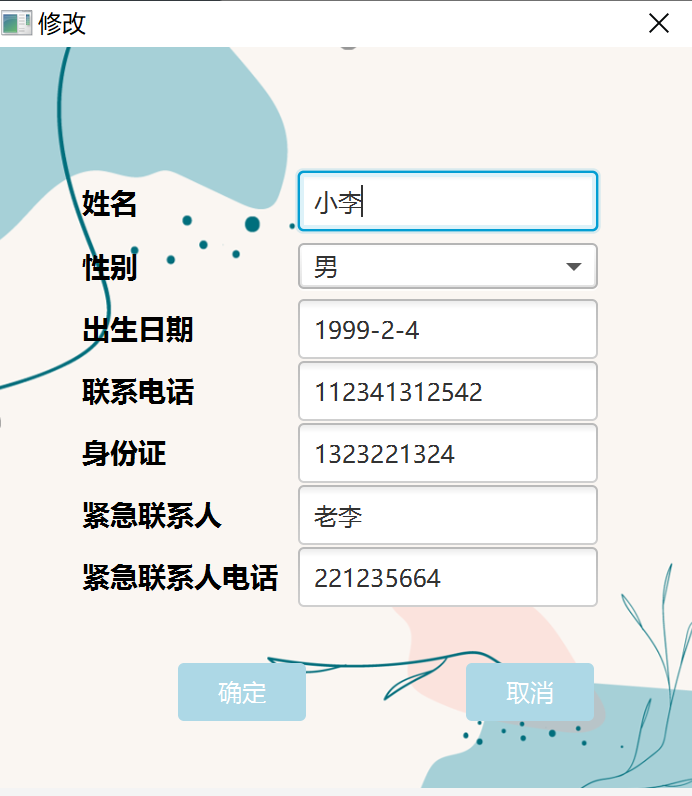 修改
姓名 小李
性别 男
出生日期 1999-2-4
联系电话 112341312542
身份证 1323221324
紧急联系人 老李
紧急联系人电话 221235664
确定 取消